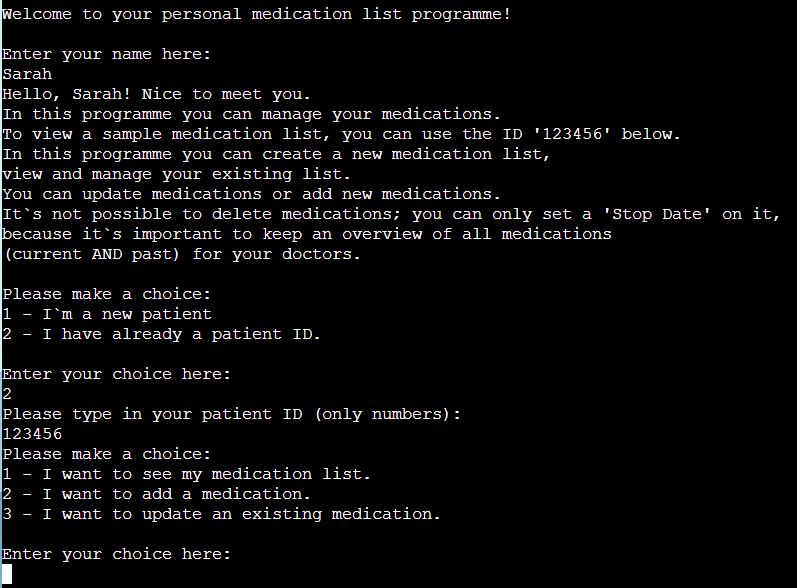 Welcome to your personal medication list programme!
Enter your name here:
Sarah
Hello, Sarah! Nice to meet you.
In this programme you can manage your medications.
To view a sample medication list, you can use the ID '123456' below.
In this programme you can create a new medication list,
view and manage your existing list.
You can update medications or add new medications.
It`s not possible to delete medications; you can only set a 'Stop Date' on it,
because it`s important to keep an overview of all medications
(current AND past) for your doctors.
Please make a choice:
1 - I`m a new patient
2 - I have already a patient ID.
Enter your choice here:
2
Please type in your patient ID (only numbers):
123456
Please make a choice:
1 - I want to see my medication list.
2 - I want to add a medication.
3 - I want to update an existing medication.
Enter your choice here: